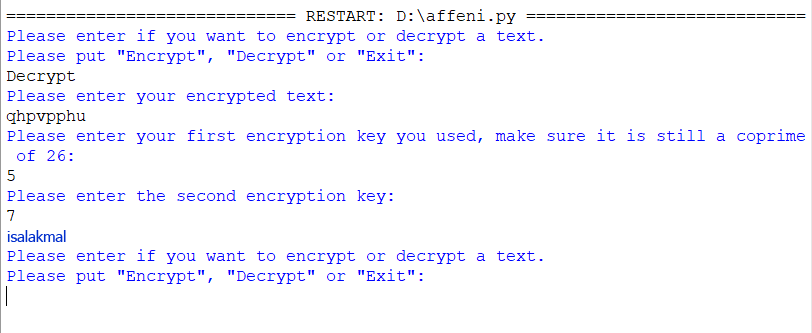 ============================= RESTART: D:\affeni.py ============================
Please enter if you want to encrypt or decrypt a text.
Please put "Encrypt", "Decrypt" or "Exit":
Decrypt
Please enter your encrypted text:
qhpvpphu
Please enter your first encryption key you used, make sure it is still a coprime
 of 26:
5
Please enter the second encryption key:
7
isalakmal
Please enter if you want to encrypt or decrypt a text.
Please put "Encrypt", "Decrypt" or "Exit":